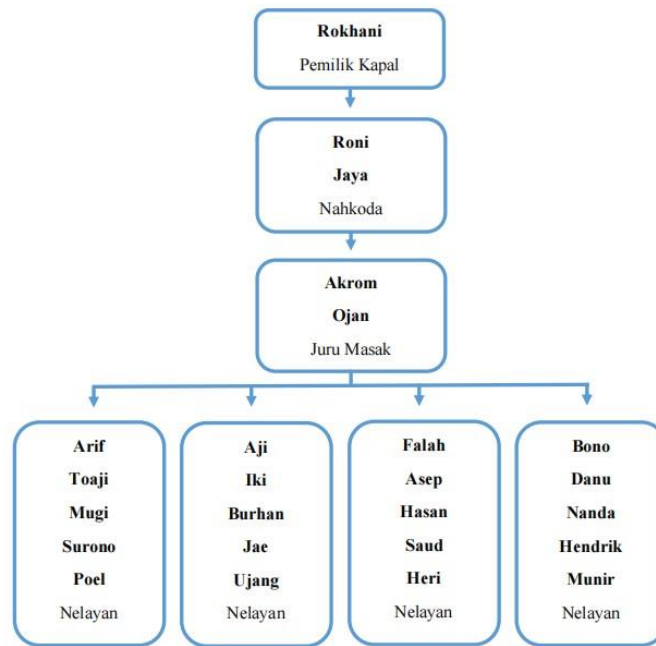 Rokhani
Pemilik Kapal
Roni
Jaya
Nahkoda
Akrom
Ojan
Juru Masak
Arif
Toaji
Mugi
Surono
Poel
Nelayan
Aji
Iki
Burhan
Jae
Ujang
Nelayan
Falah
Asep
Hasan
Saud
Heri
Nelayan
Bono
Danu
Nanda
Hendrik
Munir
Nelayan